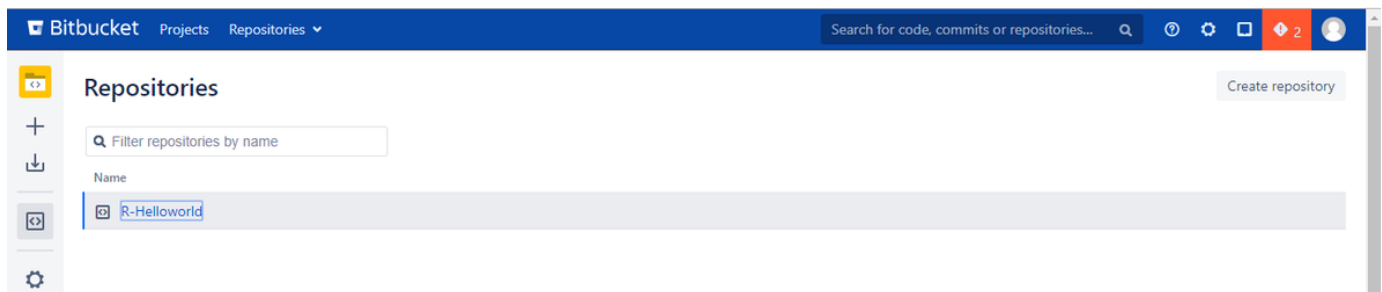 Bitbucket Projects Repositories Search for code, commits or repositories... 2
Repositories Create repository
Filter repositories by name
Name
R-Helloworld